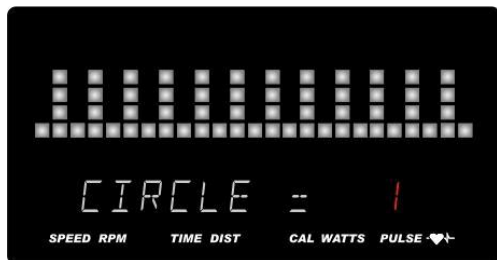 CIRCLE = 1
SPEED RPM TIME DIST CAL WATTS PULSE